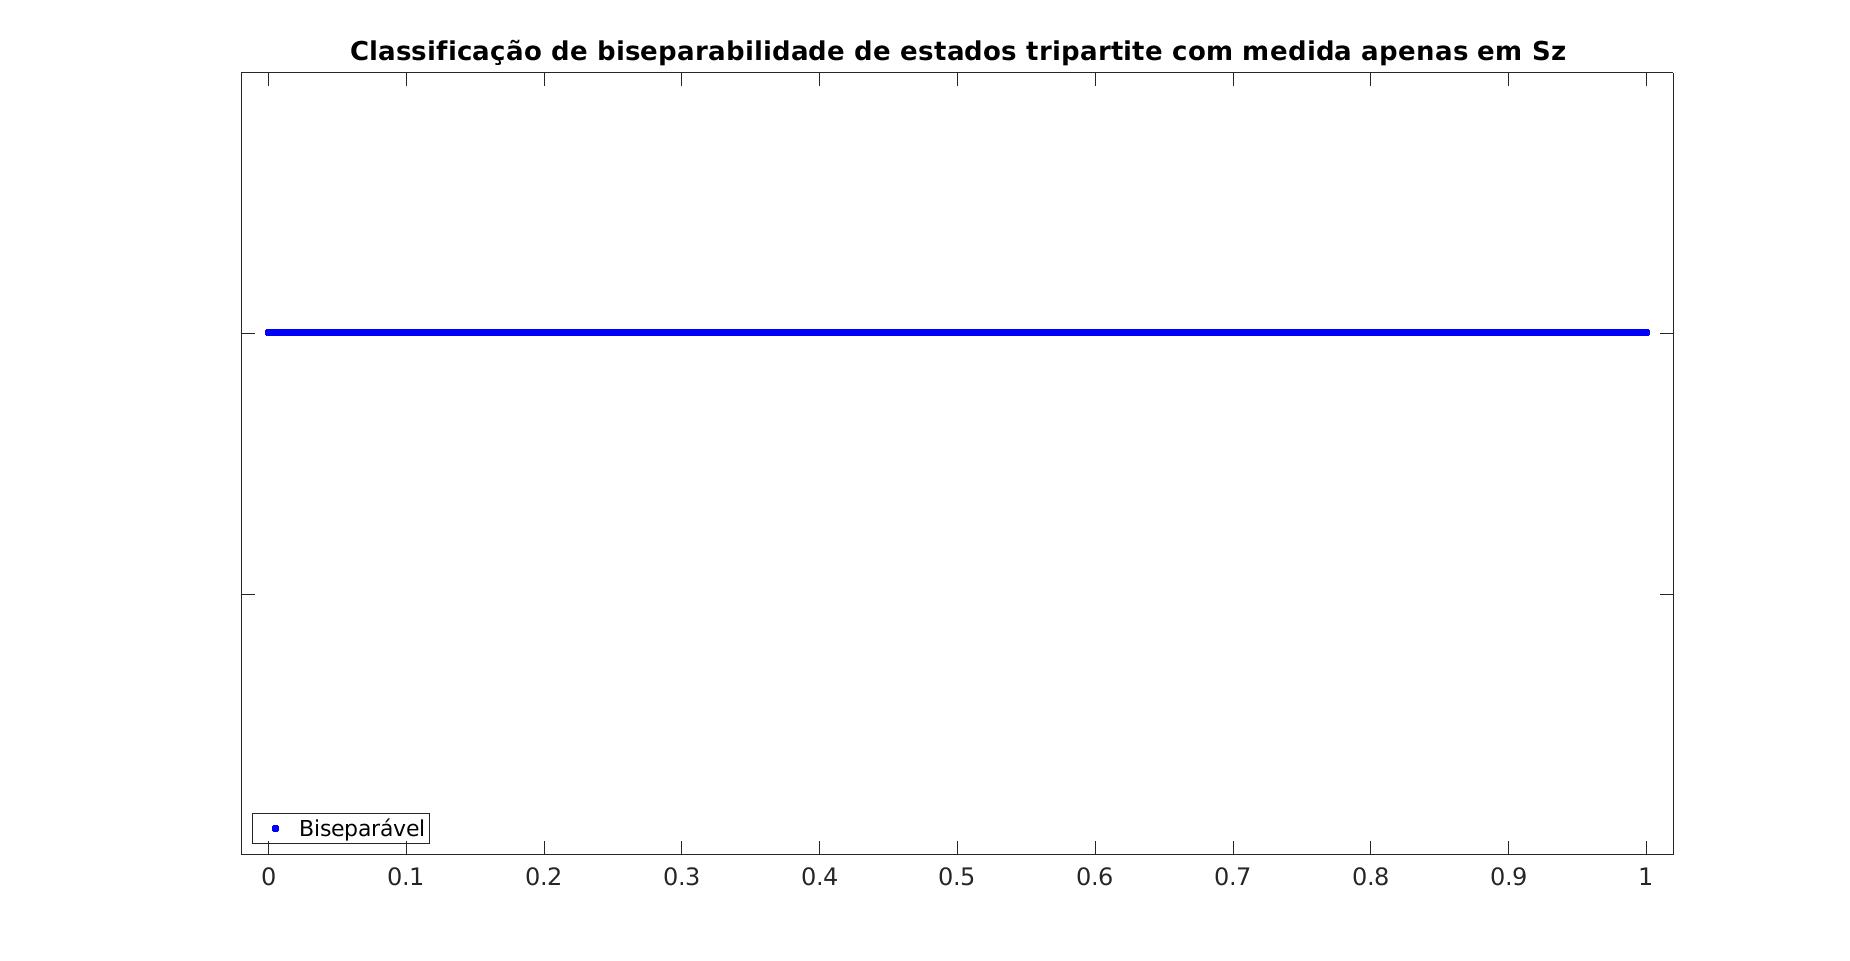 Classificação de biseparabilidade de estados tripartite com medida apenas em Sz
Biseparável
0 0.1 0.2 0.3 0.4 0.5 0.6 0.7 0.8 0.9 1